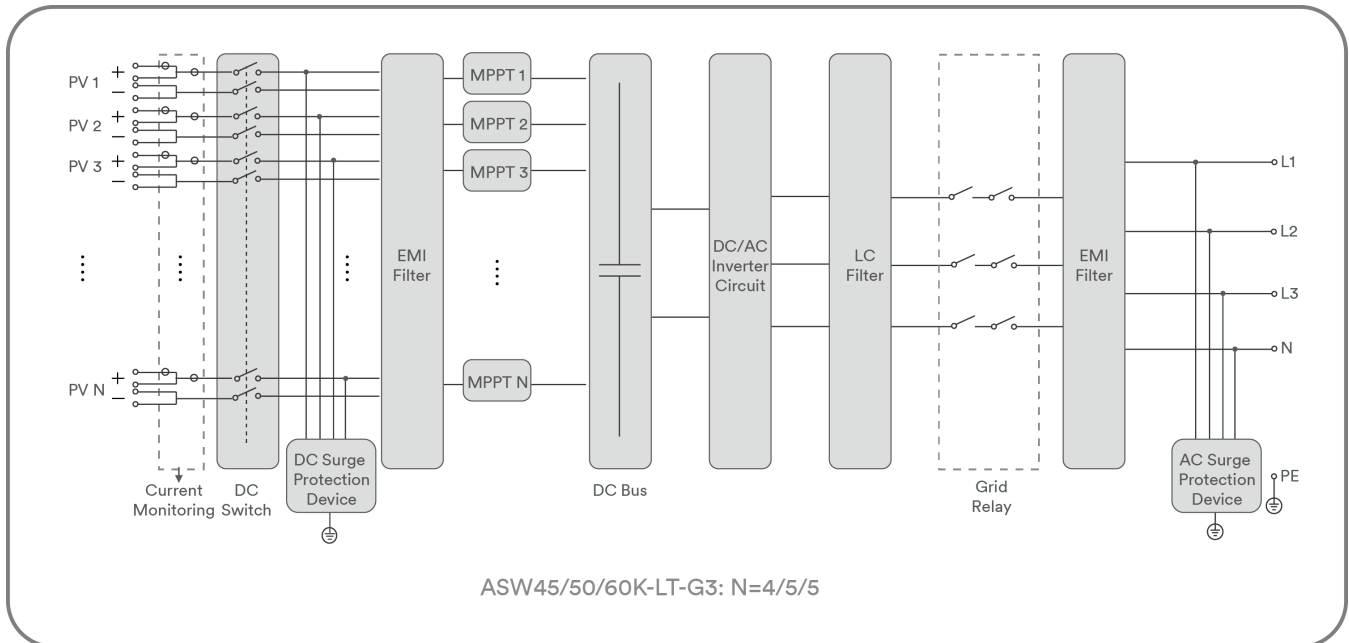 PV 1
+
−
PV 2
+
−
PV 3
+
−
PV N
+
−
Current
Monitoring
DC
Switch
DC Surge
Protection
Device
EMI
Filter
MPPT 1
MPPT 2
MPPT 3
MPPT N
DC Bus
DC/AC
Inverter
Circuit
LC
Filter
Grid
Relay
EMI
Filter
L1
L2
L3
N
AC Surge
Protection
Device
PE
ASW45/50/60K-LT-G3: N=4/5/5